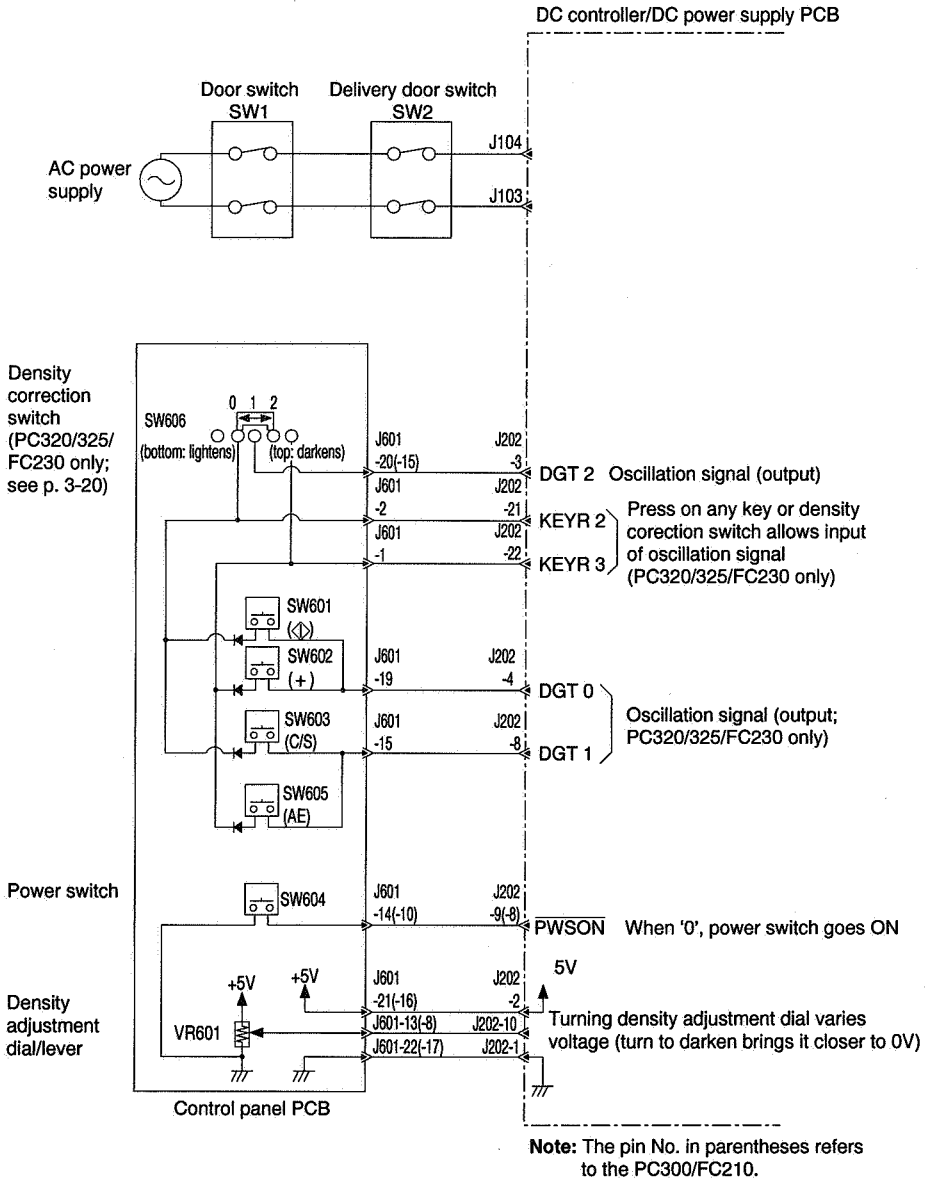 DC controller/DC power supply PCB
Door switch
SW1
Delivery door switch
SW2
J104
AC power
supply
J103
Density
correction
switch
(PC320/325/
FC230 only;
see p. 3-20)
0 1 2
SW606
(bottom: lightens)
(top: darkens)
J601
J202
-20(-15)
-3
DGT 2 Oscillation signal (output)
J601
J202
-2
-21
KEYR 2
J601
J202
-1
-22
KEYR 3
Press on any key or density
corection switch allows input
of oscillation signal
(PC320/325/FC230 only)
SW601
SW602
(+)
J601
J202
-19
-4
DGT 0
SW603
(C/S)
J601
J202
-15
-8
DGT 1
Oscillation signal (output;
PC320/325/FC230 only)
SW605
(AE)
Power switch
SW604
J601
J202
-14(-10)
-9(-8)
PWSON When '0', power switch goes ON
Density
adjustment
dial/lever
+5V
+5V
J601
J202
5V
-21(-16)
-2
VR601
J601-13(-8)
J202-10
J601-22(-17)
J202-1
Turning density adjustment dial varies
voltage (turn to darken brings it closer to 0V)
Control panel PCB
Note: The pin No. in parentheses refers
to the PC300/FC210.